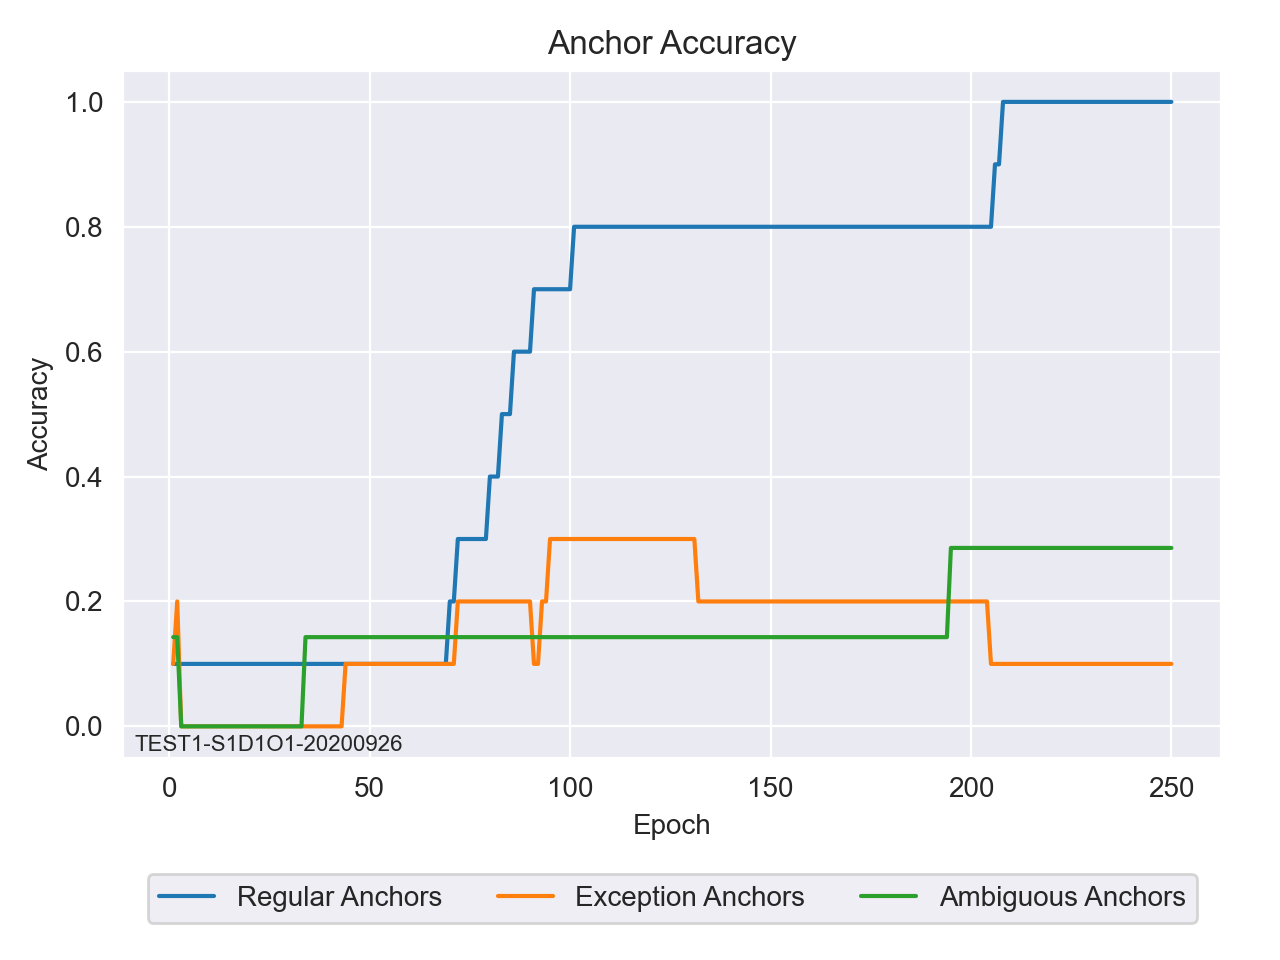 Anchor Accuracy
1.0
0.8
0.6
0.4
0.2
0.0
Accuracy
TEST1-S1D1O1-20200926
0 50 100 150 200 250
Epoch
Regular Anchors Exception Anchors Ambiguous Anchors